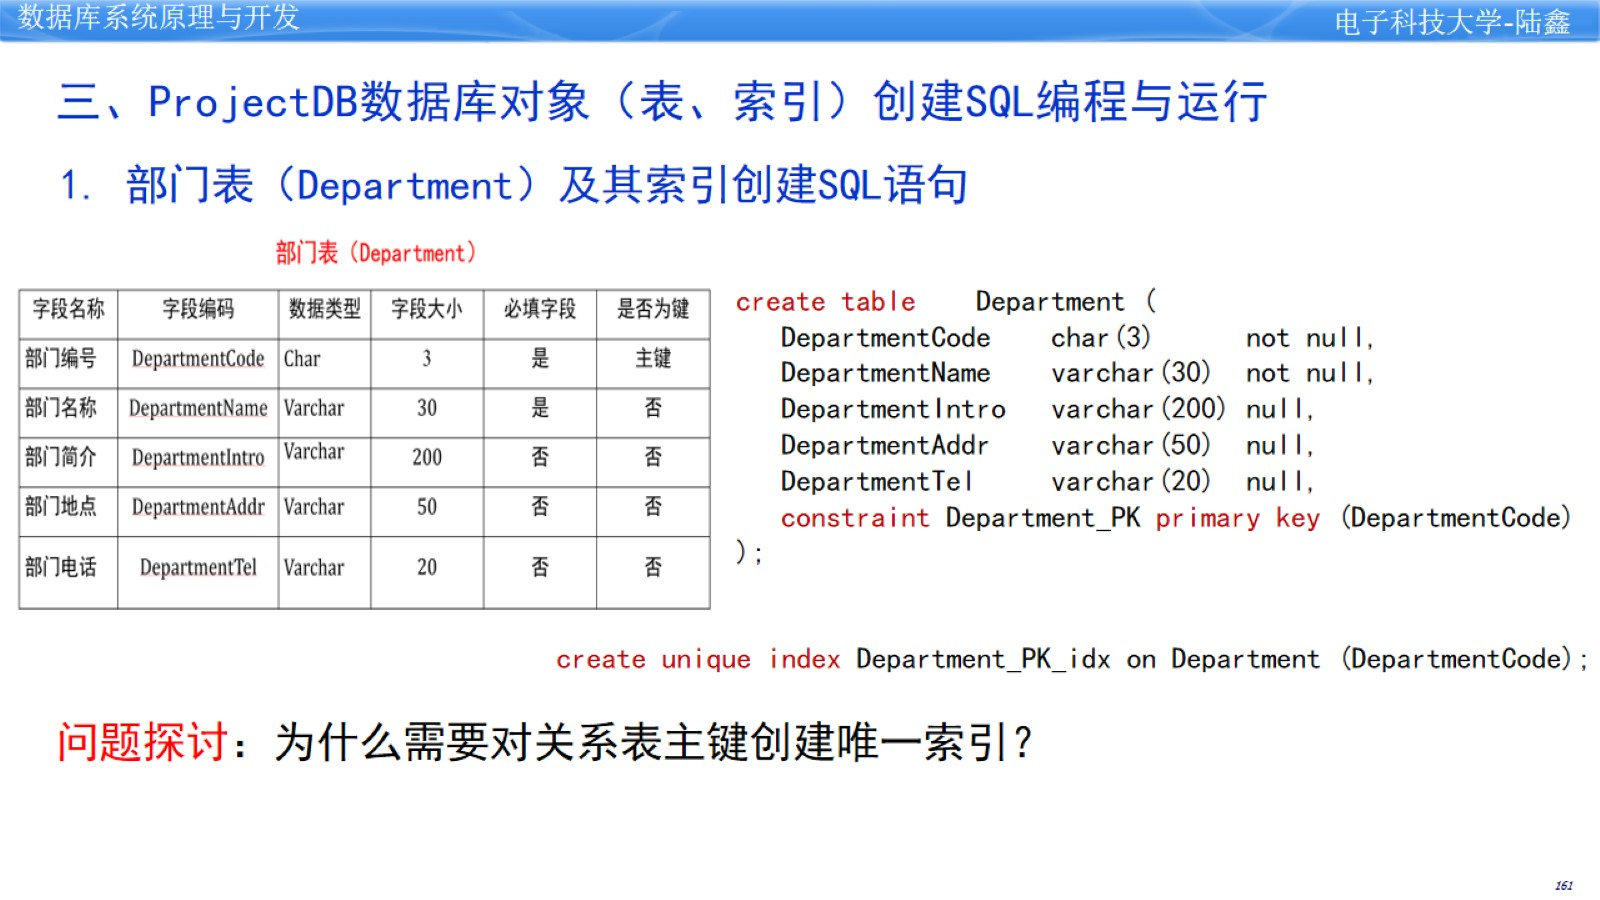 数据库系统原理与开发
电子科技大学-陆鑫
三、ProjectDB数据库对象（表、索引）创建SQL编程与运行
1. 部门表（Department）及其索引创建SQL语句
部门表（Department）
字段名称 字段编码 数据类型 字段大小 必填字段 是否为键
部门编号 DepartmentCode Char 3 是 主键
部门名称 DepartmentName Varchar 30 是 否
部门简介 DepartmentIntro Varchar 200 否 否
部门地点 DepartmentAddr Varchar 50 否 否
部门电话 DepartmentTel Varchar 20 否 否
create table Department (
DepartmentCode char(3) not null,
DepartmentName varchar(30) not null,
DepartmentIntro varchar(200) null,
DepartmentAddr varchar(50) null,
DepartmentTel varchar(20) null,
constraint Department_PK primary key (DepartmentCode)
);
create unique index Department_PK_idx on Department (DepartmentCode);
问题探讨：为什么需要对关系表主键创建唯一索引？
161